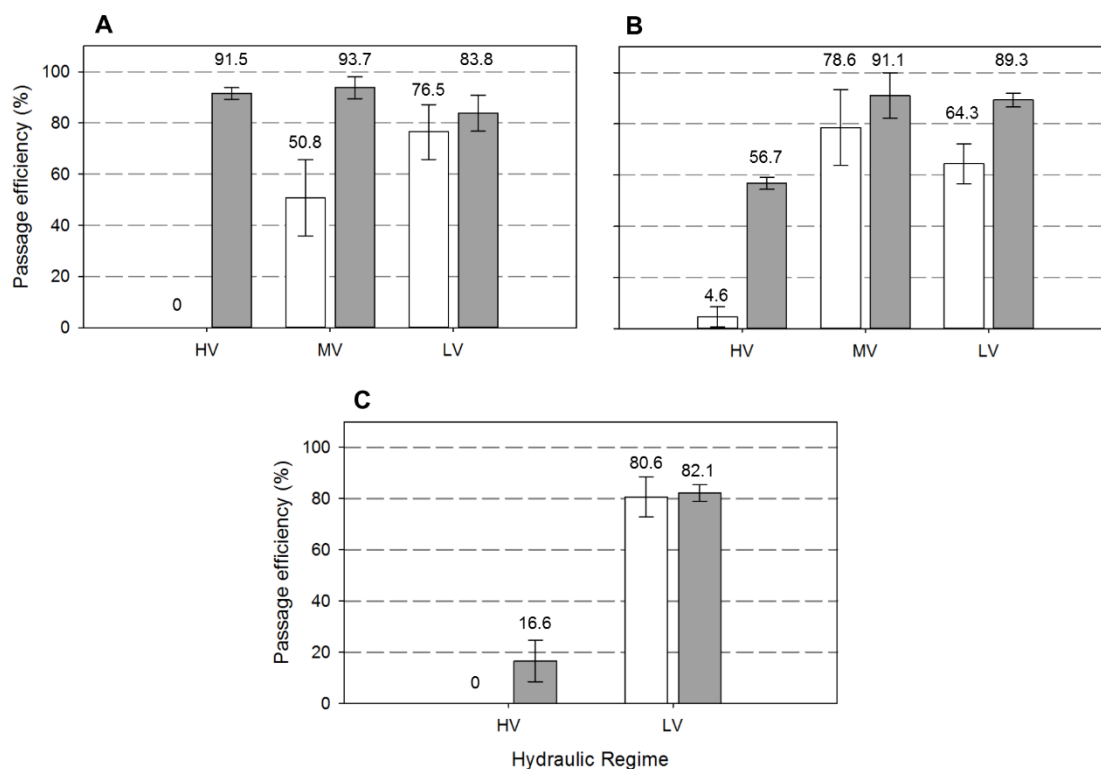 A
B
91.5
93.7
83.8
78.6
91.1
89.3
100
80
60
40
20
0
Passage efficiency (%)
76.5
50.8
0
64.3
56.7
4.6
HV
MV
LV
HV
MV
LV
C
100
80
60
40
20
0
Passage efficiency (%)
80.6
82.1
16.6
0
HV
LV
Hydraulic Regime